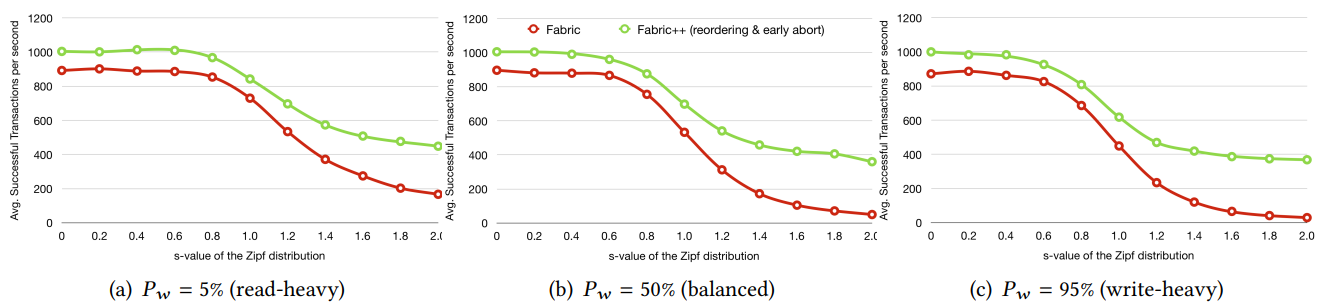 Avg. Successful Transactions per second
1200
1000
800
600
400
200
0
0 0.2 0.4 0.6 0.8 1.0 1.2 1.4 1.6 1.8 2.0
s-value of the Zipf distribution
(a) Pw = 5% (read-heavy)
Avg. Successful Transactions per second
Fabric
Fabric++ (reordering & early abort)
1200
1000
800
600
400
200
0
0 0.2 0.4 0.6 0.8 1.0 1.2 1.4 1.6 1.8 2.0
s-value of the Zipf distribution
(b) Pw = 50% (balanced)
Avg. Successful Transactions per second
1200
1000
800
600
400
200
0
0 0.2 0.4 0.6 0.8 1.0 1.2 1.4 1.6 1.8 2.0
s-value of the Zipf distribution
(c) Pw = 95% (write-heavy)